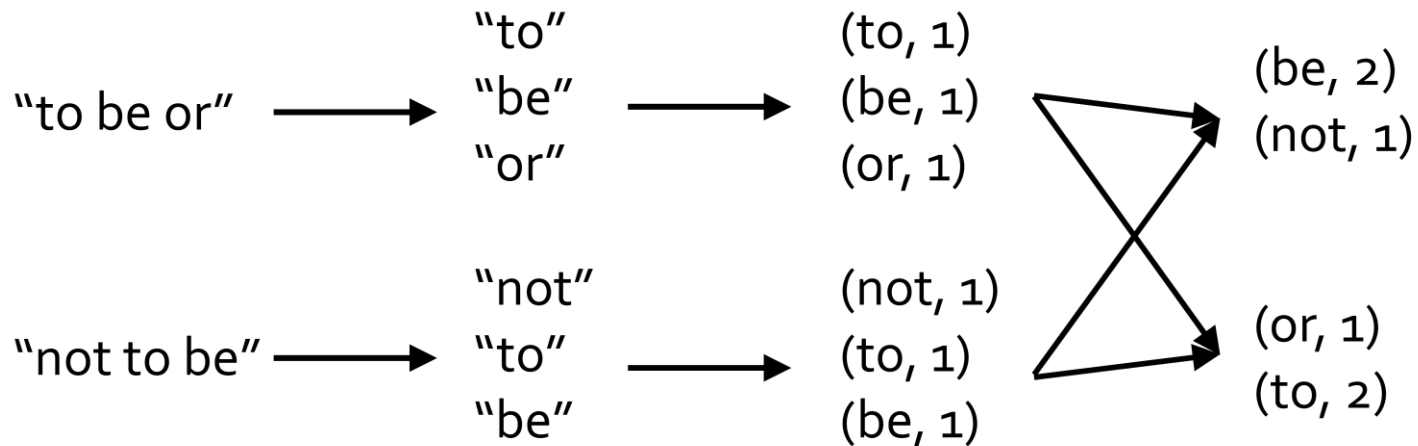 “to be or”
“to”
“be”
“or”
(to, 1)
(be, 1)
(or, 1)
(be, 2)
(not, 1)
“not to be”
“not”
“to”
“be”
(not, 1)
(to, 1)
(be, 1)
(or, 1)
(to, 2)